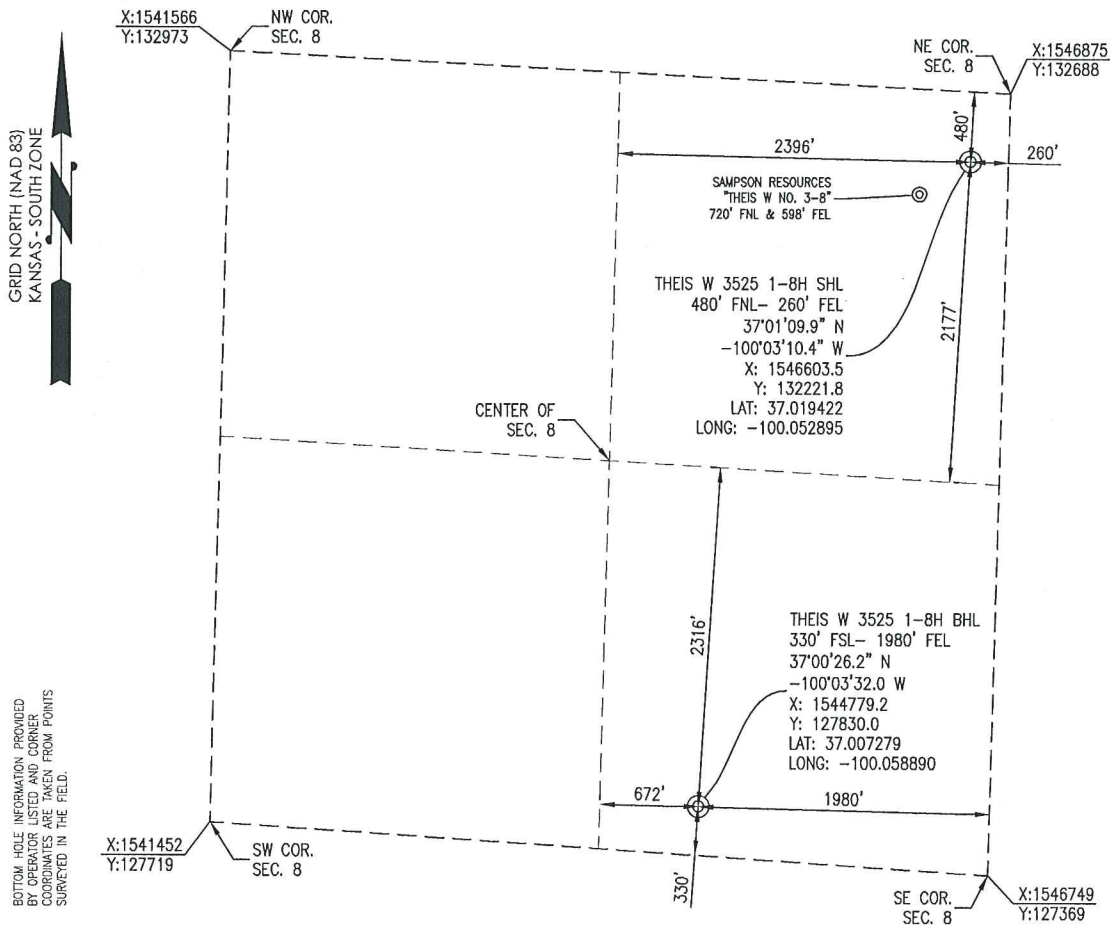 X:1541566
Y:132973
NW COR.
SEC. 8
NE COR.
SEC. 8
X:1546875
Y:132688
GRID NORTH (NAD 83)
KANSAS - SOUTH ZONE
480'
2396'
260'
SAMPSON RESOURCES
"THEIS W NO. 3-8"
720' FNL & 598' FEL
THEIS W 3525 1-8H SHL
480' FNL- 260' FEL
37°01'09.9" N
-100°03'10.4" W
X: 1546603.5
Y: 132221.8
LAT: 37.019422
LONG: -100.052895
2177'
CENTER OF
SEC. 8
2316'
THEIS W 3525 1-8H BHL
330' FSL- 1980' FEL
37°00'26.2" N
-100°03'32.0 W
X: 1544779.2
Y: 127830.0
LAT: 37.007279
LONG: -100.058890
672'
1980'
330'
BOTTOM HOLE INFORMATION PROVIDED
BY OPERATOR LISTED AND CORNER
COORDINATES ARE TAKEN FROM POINTS
SURVEYED IN THE FIELD.
X:1541452
Y:127719
SW COR.
SEC. 8
SE COR.
SEC. 8
X:1546749
Y:127369